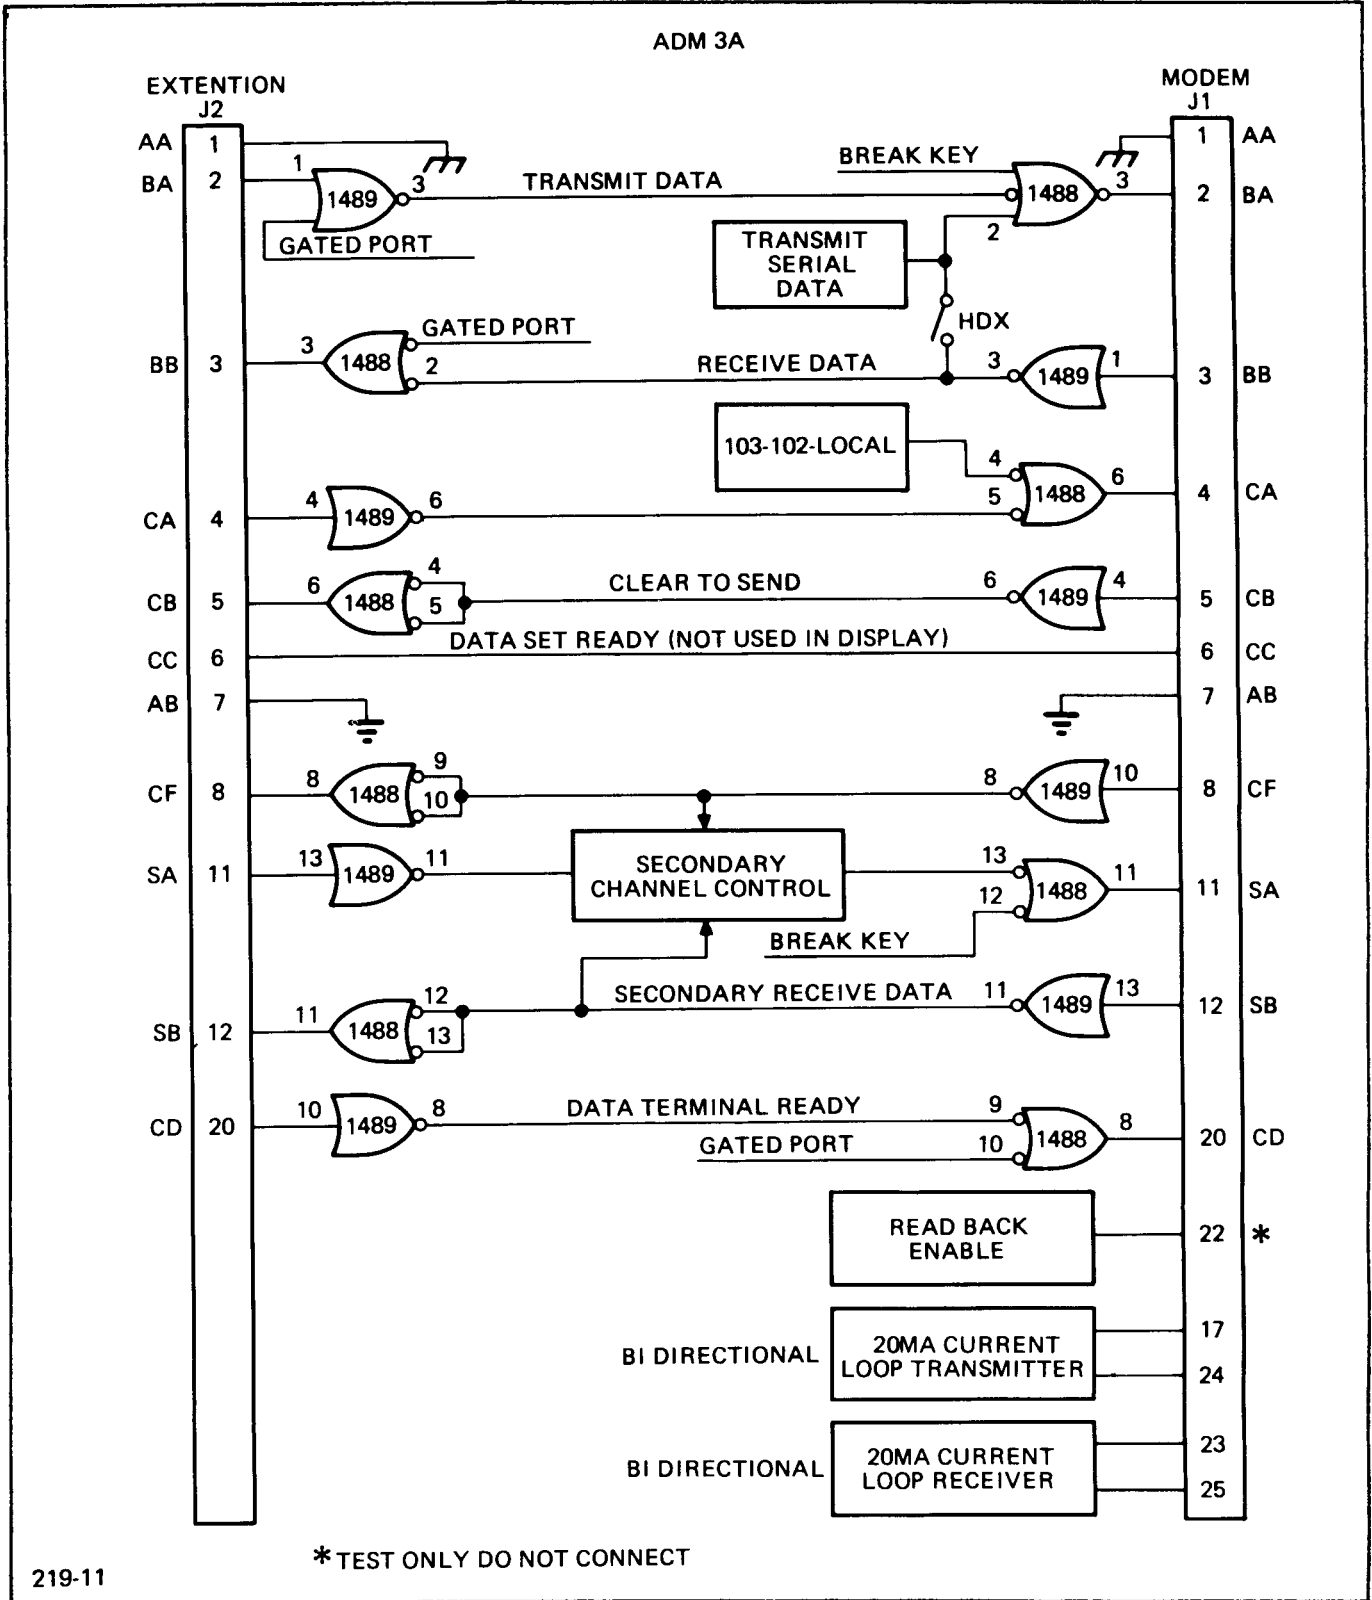 ADM 3A
EXTENTION
J2
MODEM
J1
AA 1
1 AA
BA 2
1
1489
3
TRANSMIT DATA
BREAK KEY
1488
3
2
2 BA
GATED PORT
TRANSMIT
SERIAL
DATA
HDX
BB 3
3
1488
GATED PORT
2
RECEIVE DATA
3
1489
1
3 BB
103-102-LOCAL
CA 4
4
1489
6
4
5
1488
6
4 CA
CB 5
6
1488
4
5
CLEAR TO SEND
6
1489
4
5 CB
CC 6
DATA SET READY (NOT USED IN DISPLAY)
6 CC
AB 7
7 AB
CF 8
8
1488
9
10
8
1489
10
8 CF
SA 11
13
1489
11
SECONDARY
CHANNEL CONTROL
13
12
1488
11
11 SA
BREAK KEY
SB 12
11
1488
12
13
SECONDARY RECEIVE DATA
11
1489
13
12 SB
CD 20
10
1489
8
DATA TERMINAL READY
9
GATED PORT
10
1488
8
20 CD
READ BACK
ENABLE
22 *
BI DIRECTIONAL
20MA CURRENT
LOOP TRANSMITTER
17
24
BI DIRECTIONAL
20MA CURRENT
LOOP RECEIVER
23
25
* TEST ONLY DO NOT CONNECT
219-11